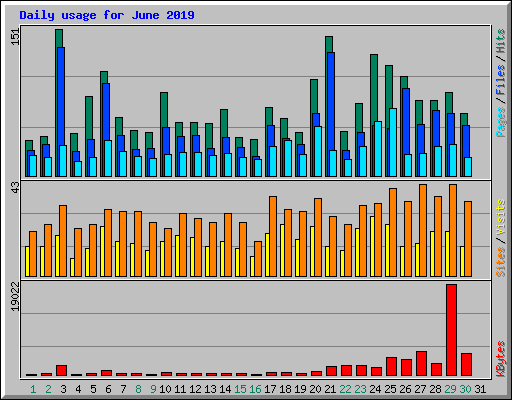 Daily usage for June 2019
151
Pages / Files / Hits
43
Sites / Visits
19022
KBytes
1 2 3 4 5 6 7 8 9 10 11 12 13 14 15 16 17 18 19 20 21 22 23 24 25 26 27 28 29 30 31